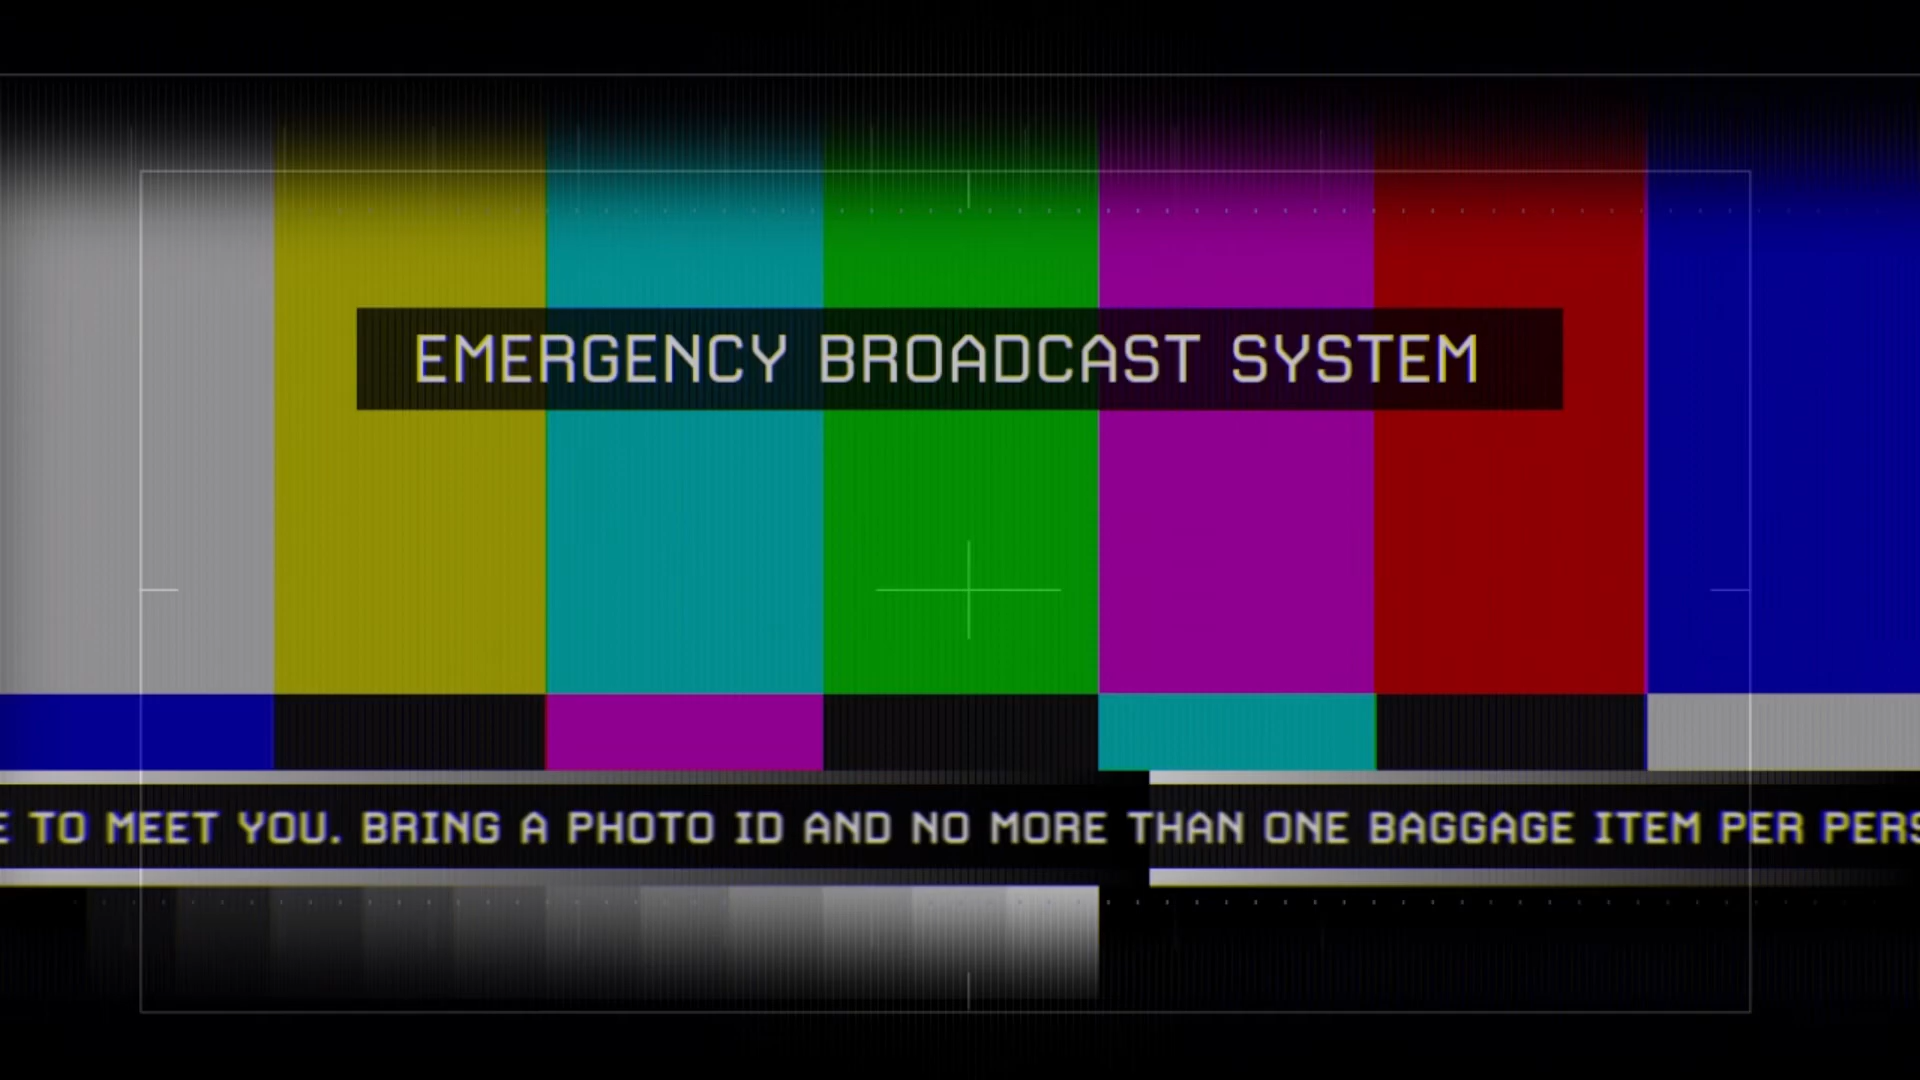 EMERGENCY BROADCAST SYSTEM
TO MEET YOU. BRING A PHOTO ID AND NO MORE THAN ONE BAGGAGE ITEM PER